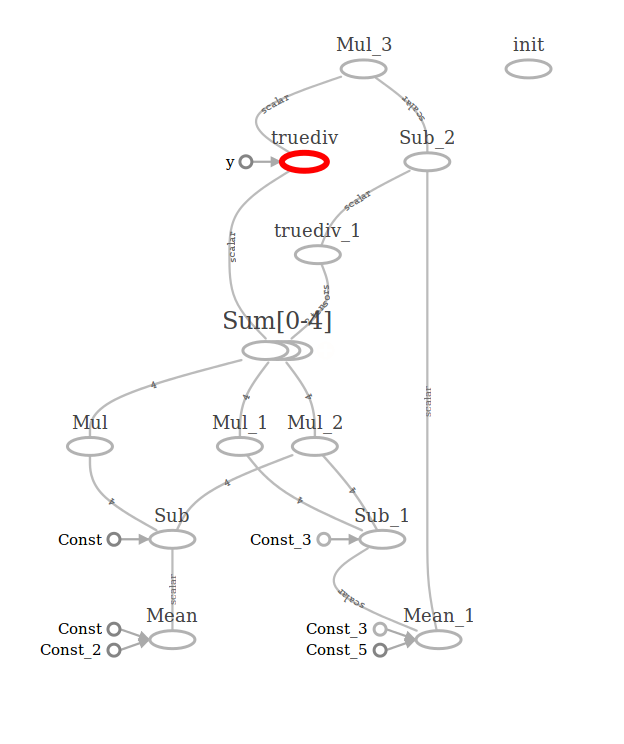 Mul_3
init
scalar
scalar
truediv
Sub_2
y
scalar
truediv_1
scalar
Sum[0-4]
4
4
4
scalar
Mul
Mul_1
Mul_2
4
4
4
4
Sub
Sub_1
Const
Const_3
scalar
scalar
Mean
Mean_1
Const
Const_3
Const_2
Const_5